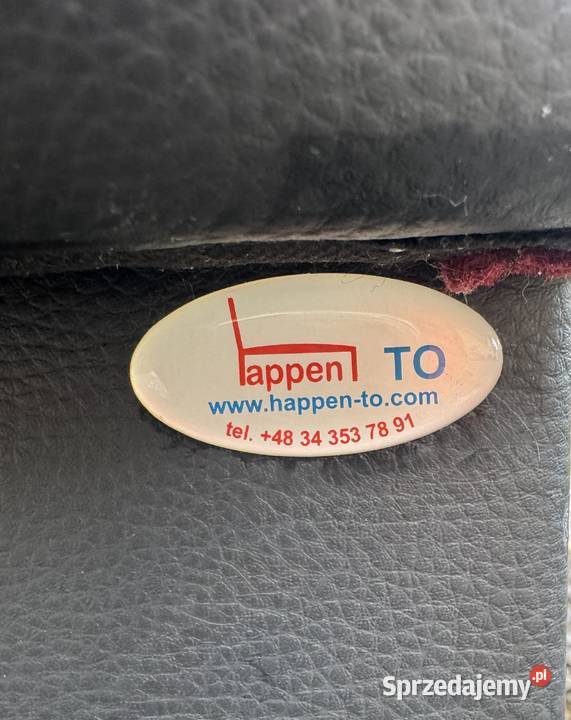 happen TO
www.happen-to.com
tel. +48 34 353 78 91
Sprzedajemy.pl